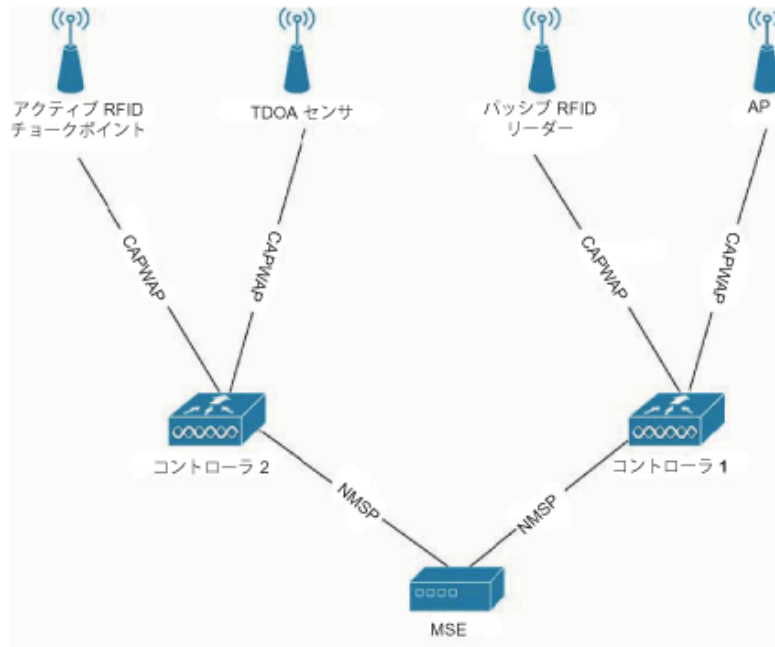 アクティブ RFID
チョークポイント
TDOA センサ
パッシブ RFID
リーダー
AP
CAPWAP
CAPWAP
CAPWAP
CAPWAP
コントローラ 2
コントローラ 1
NMSP
NMSP
MSE